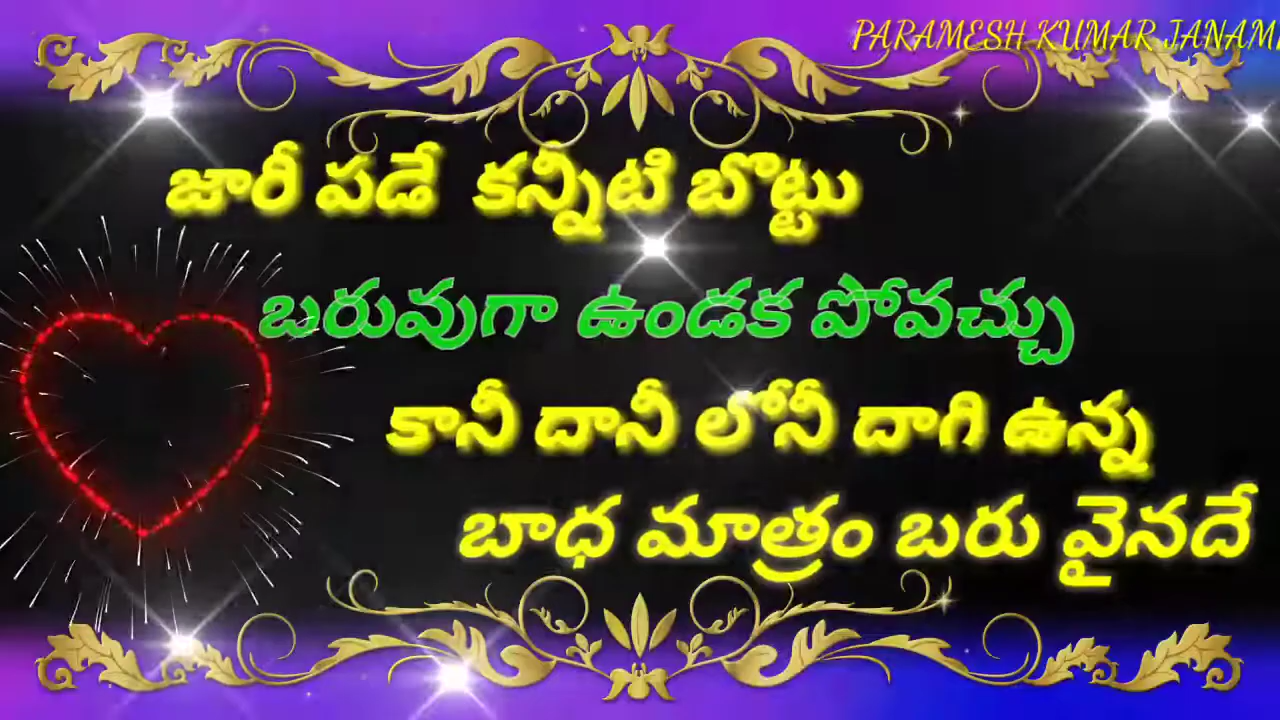 PARAMESH KUMAR JANAM
జారీ పడే కన్నీటి బొట్టు
బరువుగా ఉండక పోవచ్చు
కానీ దానీ లోనీ దాగి ఉన్న
బాధ మాత్రం బరు వైనదే